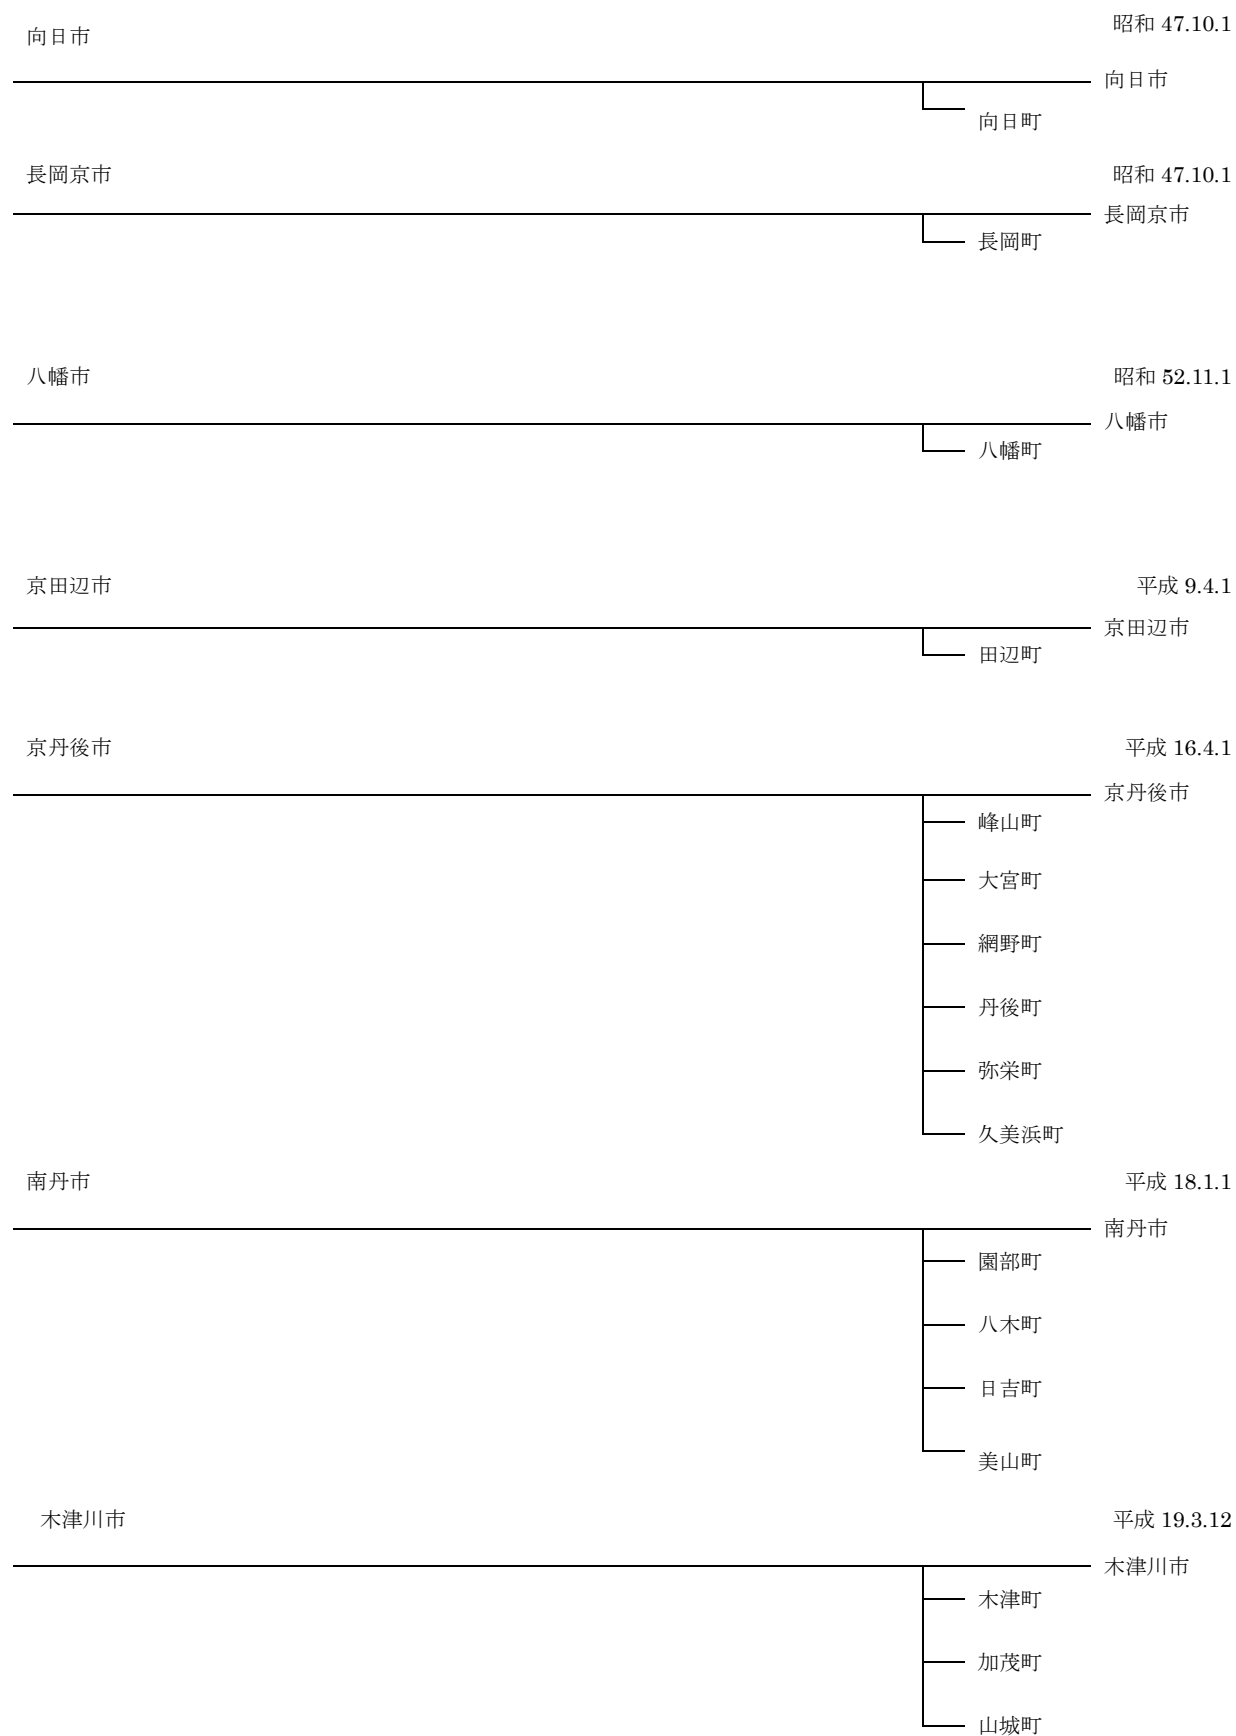 向日市 昭和 47.10.1
向日市
向日町
長岡京市 昭和 47.10.1
長岡京市
長岡町
八幡市 昭和 52.11.1
八幡市
八幡町
京田辺市 平成 9.4.1
京田辺市
田辺町
京丹後市 平成 16.4.1
京丹後市
峰山町
大宮町
網野町
丹後町
弥栄町
久美浜町
南丹市 平成 18.1.1
南丹市
園部町
八木町
日吉町
美山町
木津川市 平成 19.3.12
木津川市
木津町
加茂町
山城町